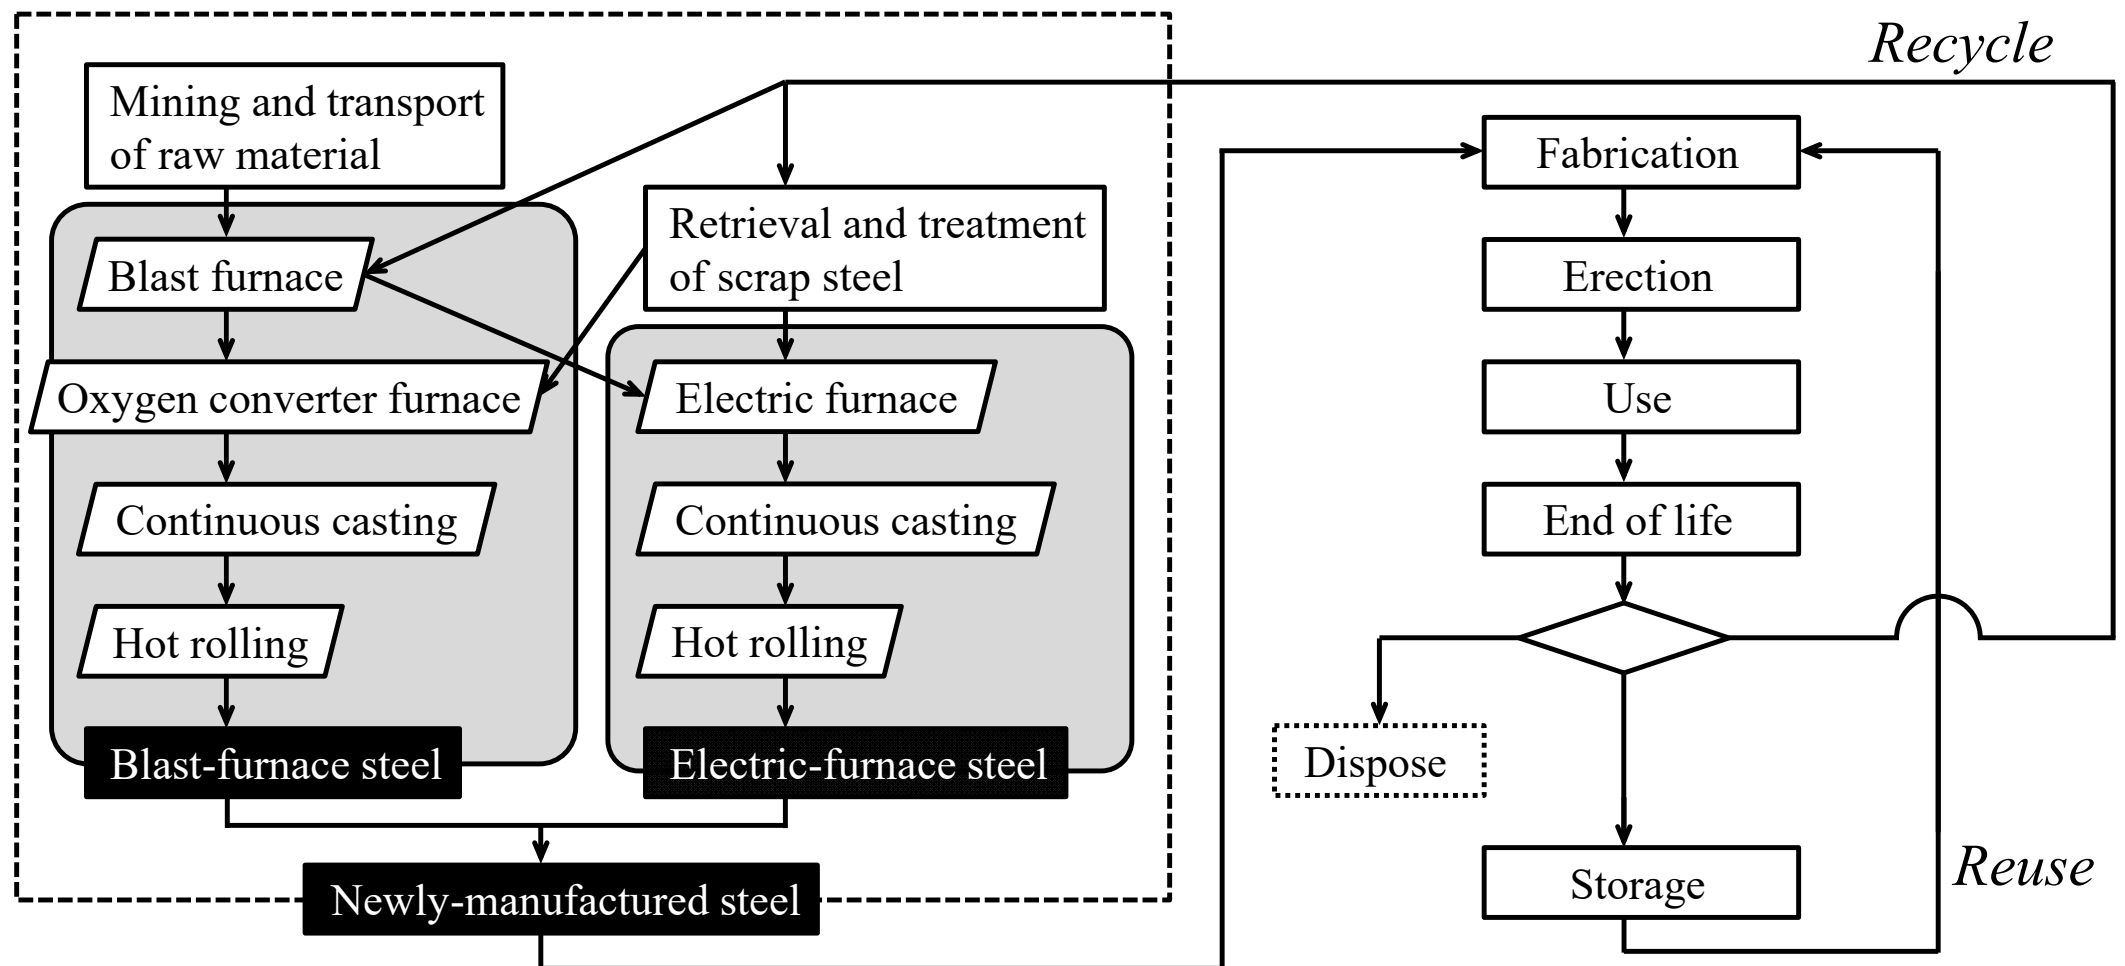 Recycle
Mining and transport
of raw material
Blast furnace
Oxygen converter furnace
Continuous casting
Hot rolling
Blast-furnace steel
Retrieval and treatment
of scrap steel
Electric furnace
Continuous casting
Hot rolling
Electric-furnace steel
Newly-manufactured steel
Fabrication
Erection
Use
End of life
Dispose
Storage
Reuse